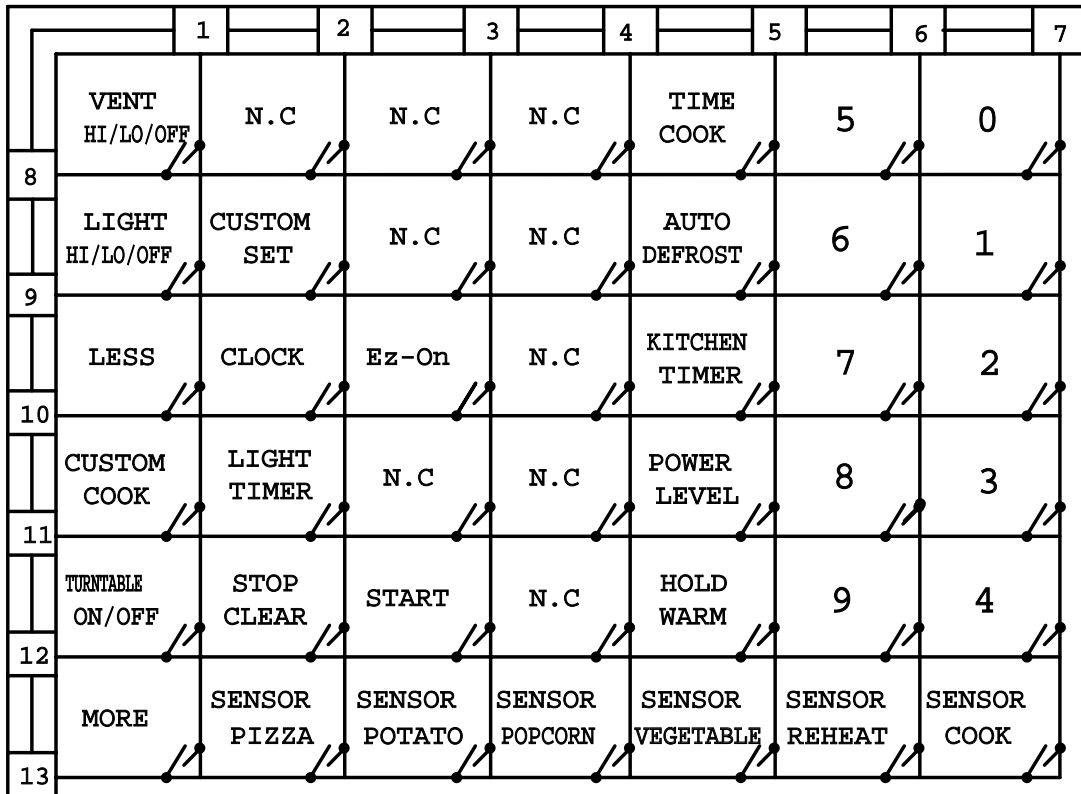 1 2 3 4 5 6 7
VENT
HI/LO/OFF
N.C
N.C
N.C
TIME
COOK
5
0
8
LIGHT
HI/LO/OFF
CUSTOM
SET
N.C
N.C
AUTO
DEFROST
6
1
9
LESS
CLOCK
Ez-On
N.C
KITCHEN
TIMER
7
2
10
CUSTOM
COOK
LIGHT
TIMER
N.C
N.C
POWER
LEVEL
8
3
11
TURNTABLE
ON/OFF
STOP
CLEAR
START
N.C
HOLD
WARM
9
4
12
MORE
SENSOR
PIZZA
SENSOR
POTATO
SENSOR
POPCORN
SENSOR
VEGETABLE
SENSOR
REHEAT
SENSOR
COOK
13